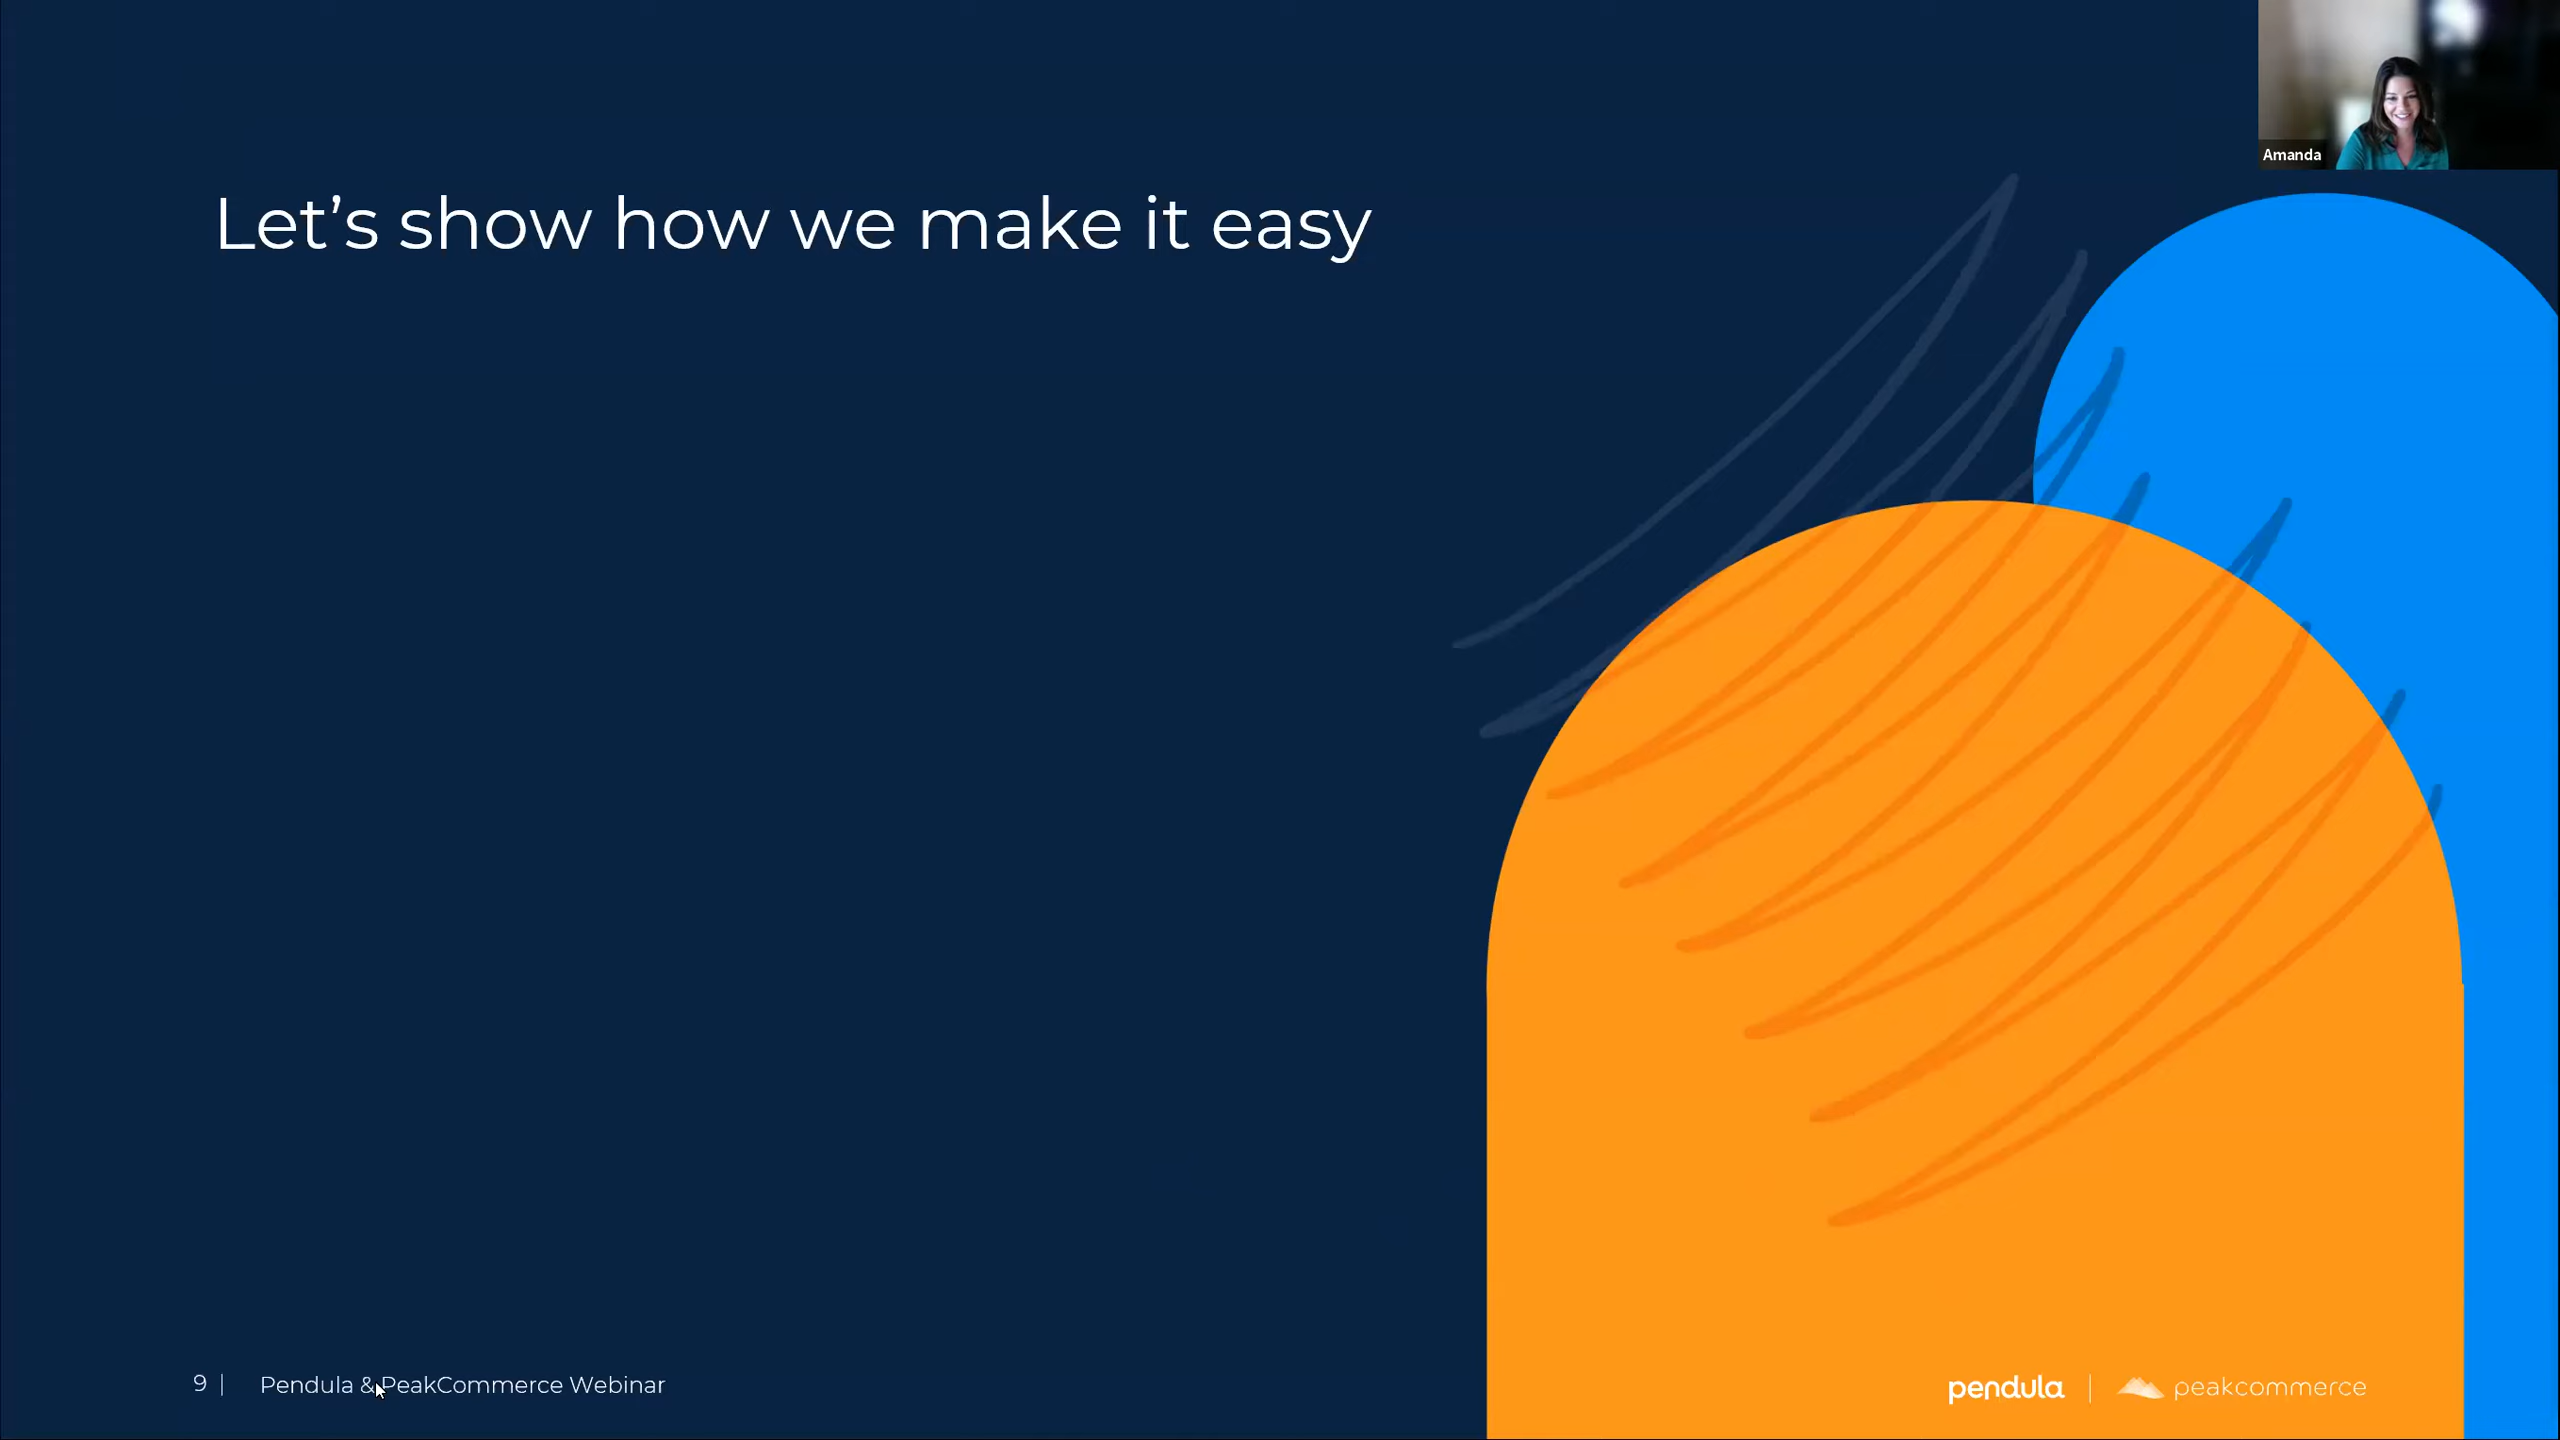 Amanda
Let’s show how we make it easy
9 | Pendula & PeakCommerce Webinar
pendula | peakcommerce